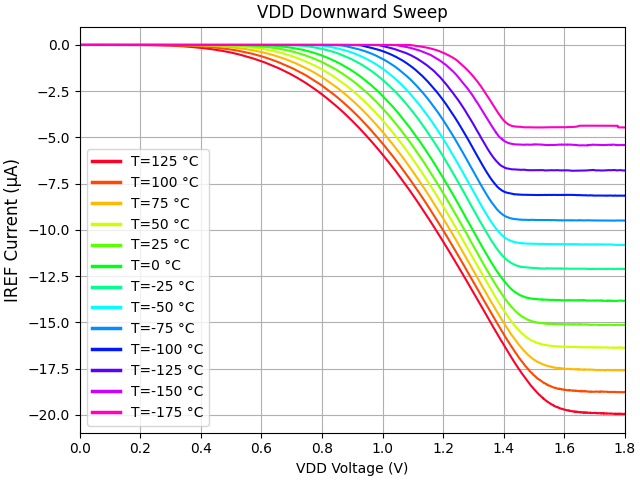 VDD Downward Sweep
IREF Current (μA)
0.0
−2.5
−5.0
−7.5
−10.0
−12.5
−15.0
−17.5
−20.0
T=125 °C
T=100 °C
T=75 °C
T=50 °C
T=25 °C
T=0 °C
T=-25 °C
T=-50 °C
T=-75 °C
T=-100 °C
T=-125 °C
T=-150 °C
T=-175 °C
0.0 0.2 0.4 0.6 0.8 1.0 1.2 1.4 1.6 1.8
VDD Voltage (V)